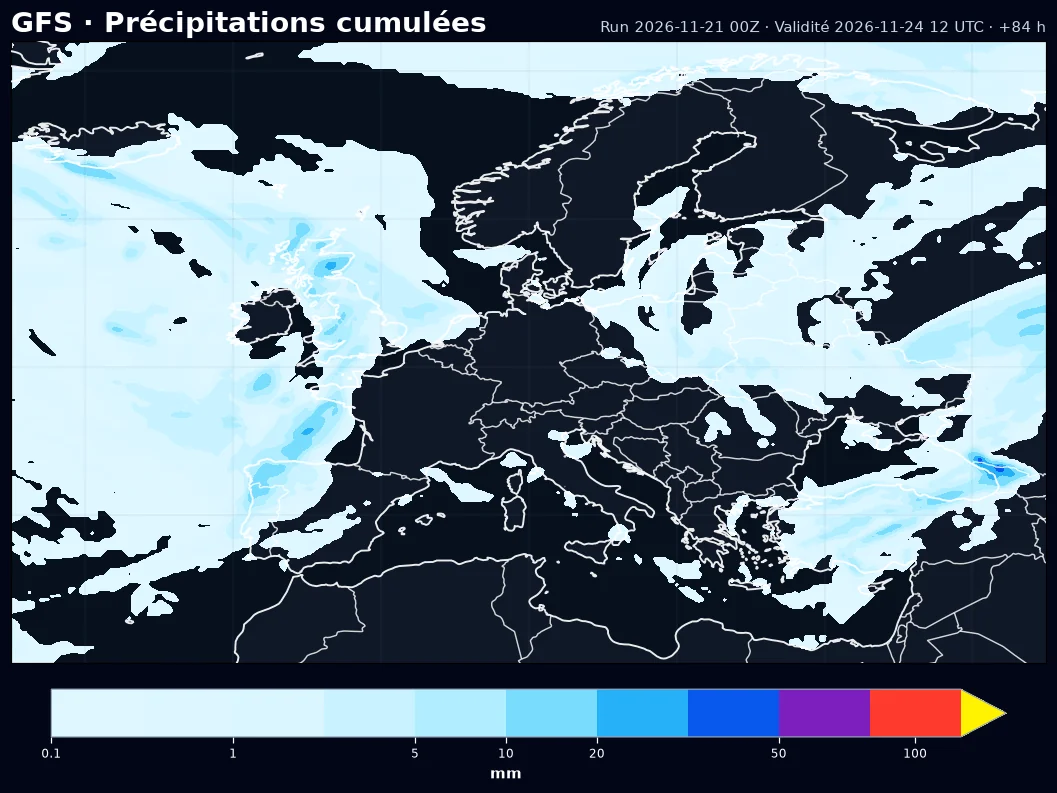 GFS · Précipitations cumulées
Run 2026-11-21 00Z · Validité 2026-11-24 12 UTC · +84 h
0.1 1 5 10 20 50 100
mm